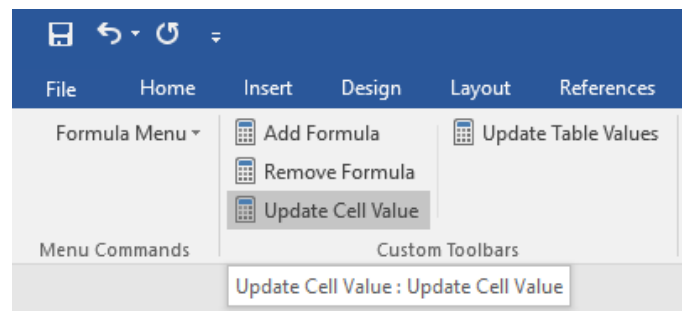 File Home Insert Design Layout References
Formula Menu Add Formula Update Table Values
Remove Formula
Update Cell Value
Menu Commands Custom Toolbars
Update Cell Value : Update Cell Value